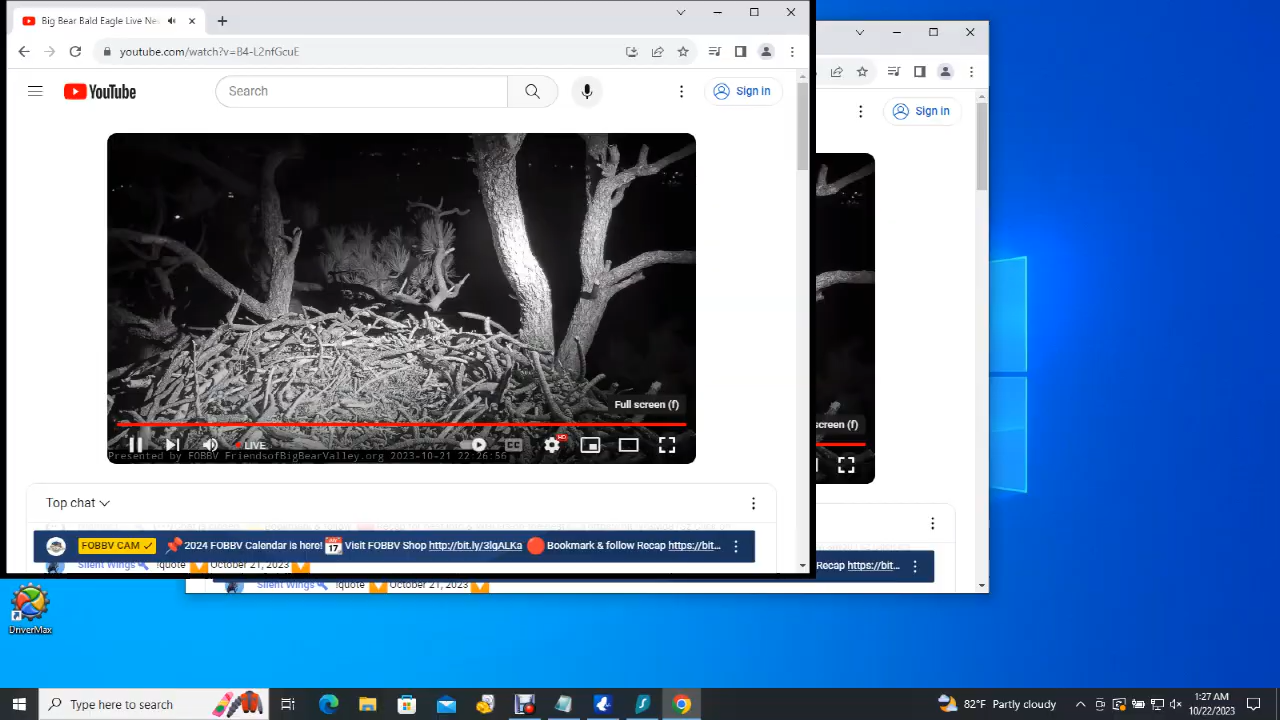 Big Bear Bald Eagle Live Nes
youtube.com/watch?v=B4-L2nfGcuE
YouTube
Search
Sign in
Sign in
Full screen (f)
screen (f)
LIVE
CC
HD
Presented by FOBBV FriendsofBigBearValley.org 2023-10-21 22:26:56
Top chat
FOBBV CAM 2024 FOBBV Calendar is here! Visit FOBBV Shop http://bit.ly/3lgALKa Bookmark & follow Recap https://bit...
Recap https://bit...
Silent Wings !quote October 21, 2023
Silent Wings !quote October 21, 2023
DriverMax
Type here to search
82°F Partly cloudy
1:27 AM
10/22/2023